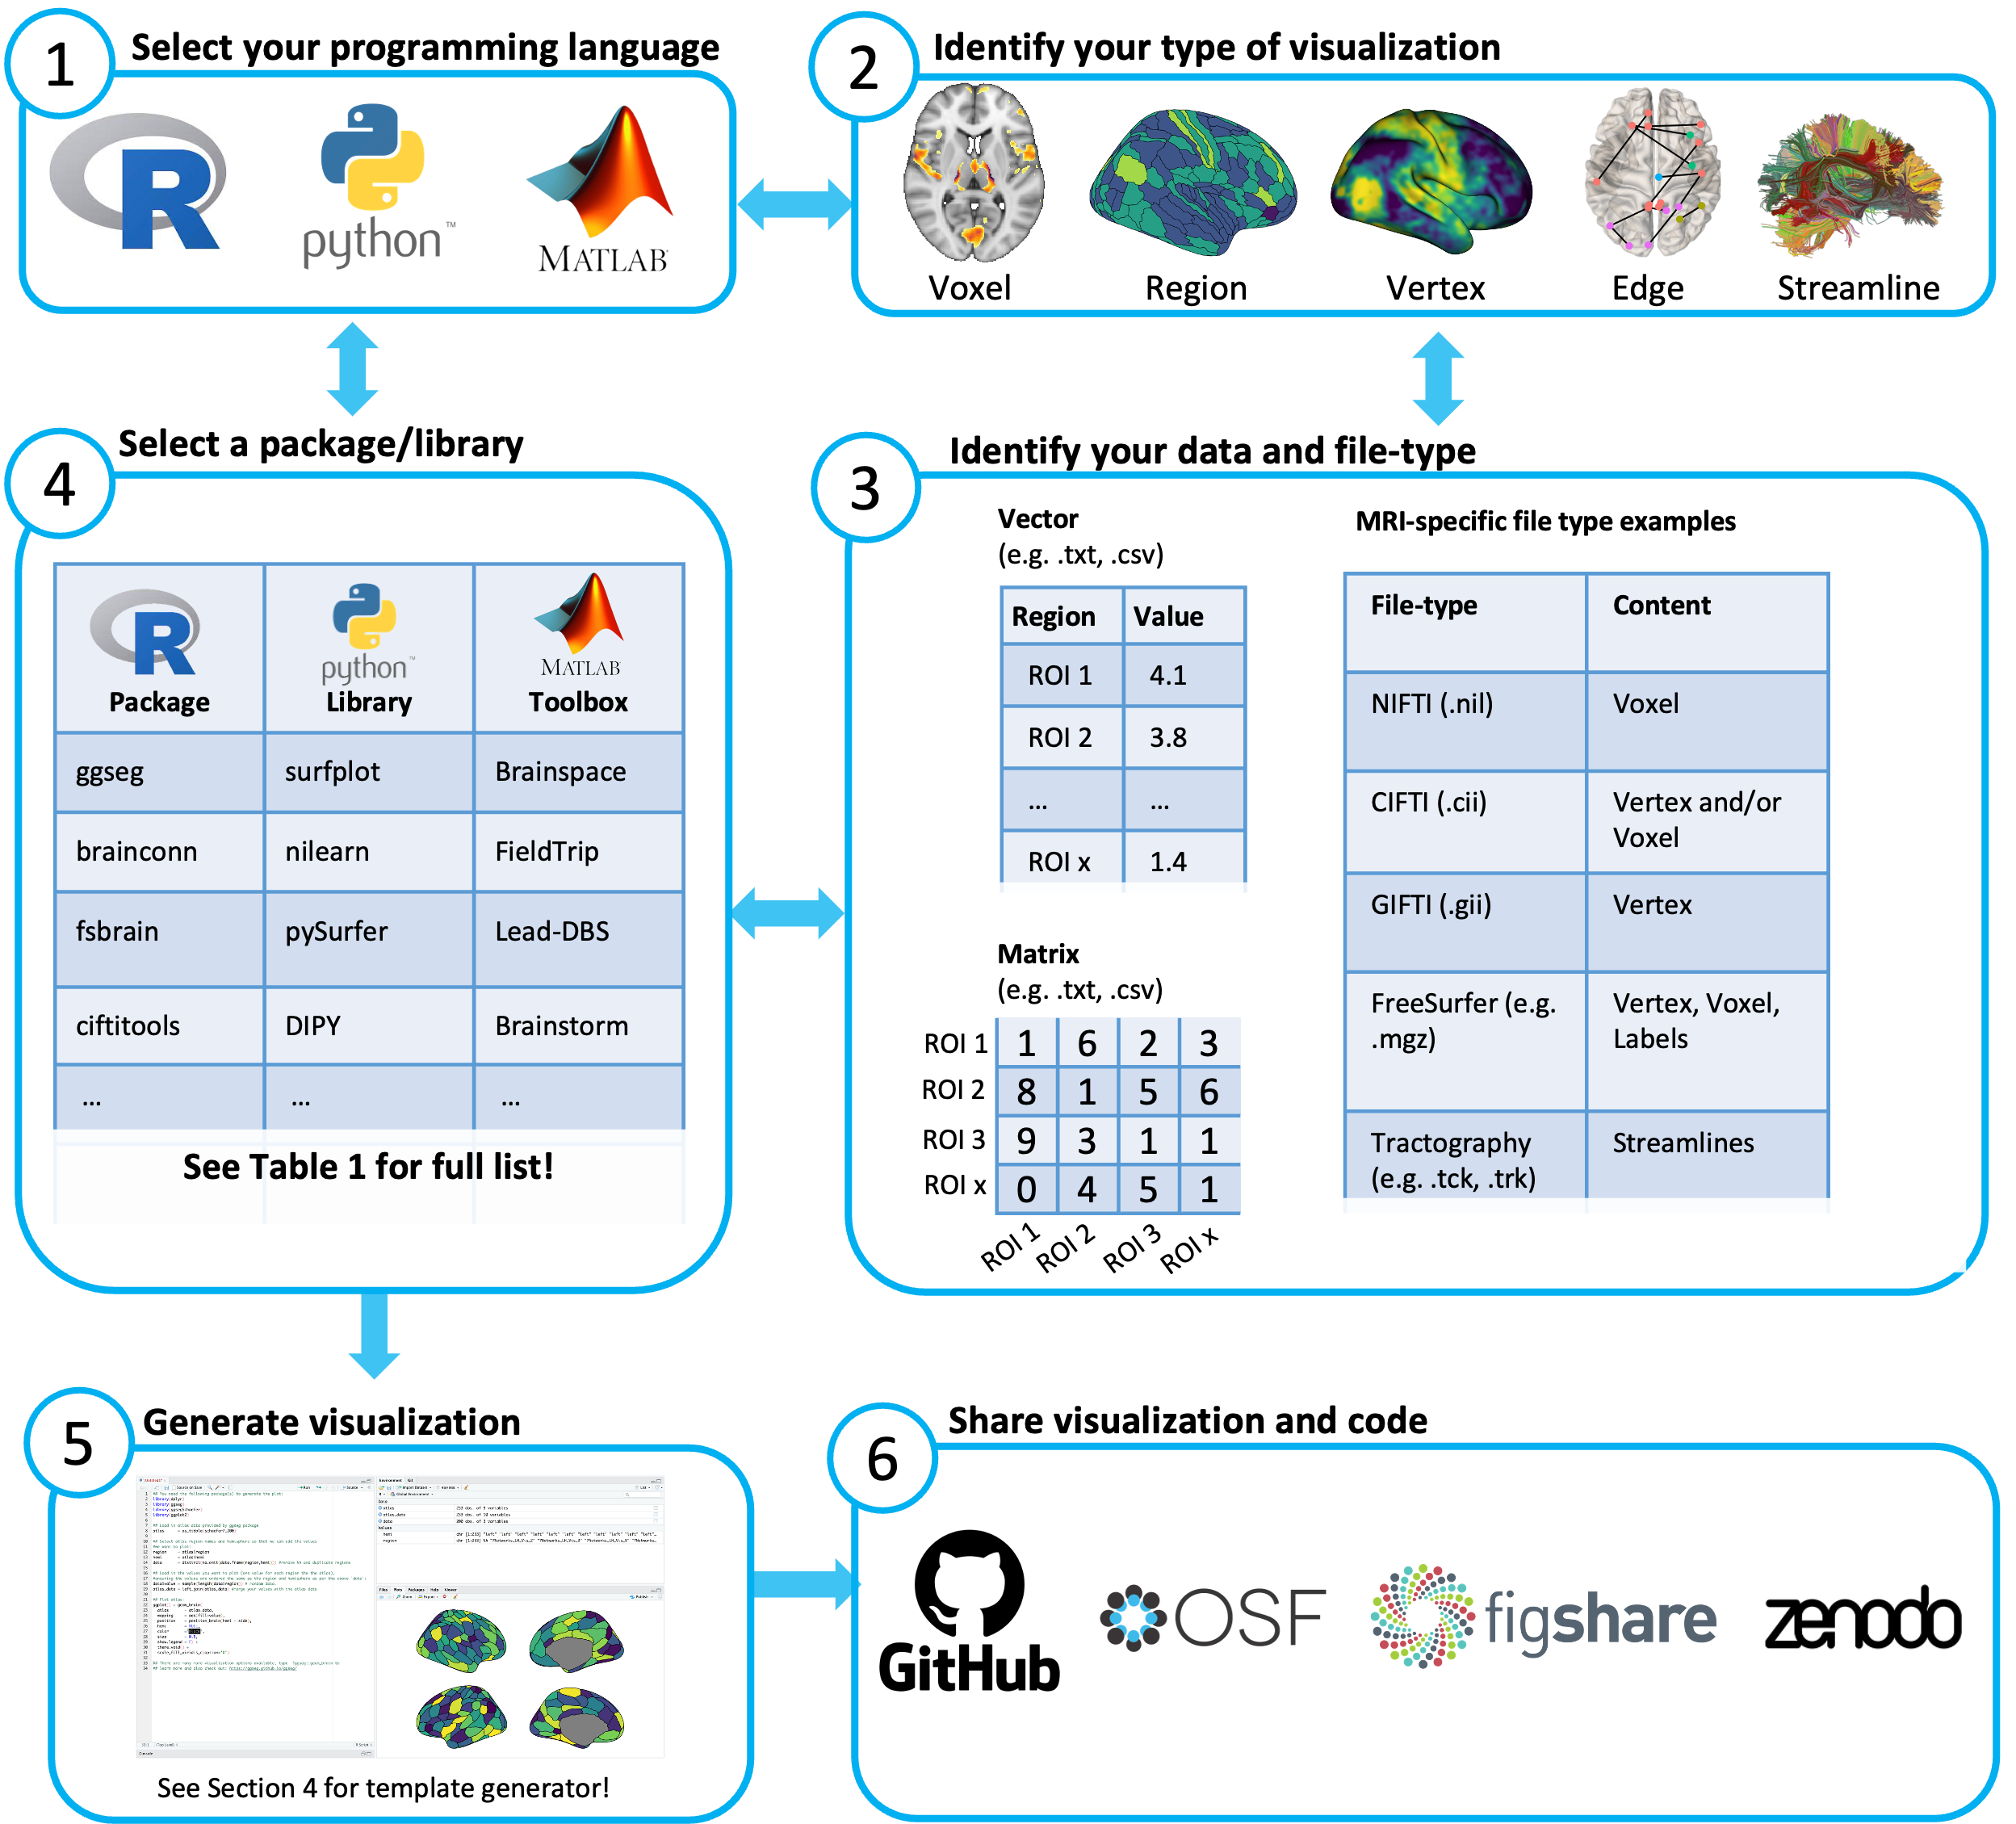 1
Select your programming language
R
python™
MATLAB®
2
Identify your type of visualization
Voxel
Region
Vertex
Edge
Streamline
4
Select a package/library
R
python™
MATLAB®
Package
Library
Toolbox
ggseg
surfplot
Brainspace
brainconn
nilearn
FieldTrip
fsbrain
pySurfer
Lead-DBS
ciftitools
DIPY
Brainstorm
...
...
...
See Table 1 for full list!
3
Identify your data and file-type
Vector
(e.g. .txt, .csv)
Region Value
ROI 1 4.1
ROI 2 3.8
... ...
ROI x 1.4
Matrix
(e.g. .txt, .csv)
ROI 1 1 6 2 3
ROI 2 8 1 5 6
ROI 3 9 3 1 1
ROI x 0 4 5 1
ROI 1 ROI 2 ROI 3 ROI x
MRI-specific file type examples
File-type
Content
NIFTI (.nil)
Voxel
CIFTI (.cii)
Vertex and/or
Voxel
GIFTI (.gii)
Vertex
FreeSurfer (e.g.
.mgz)
Vertex, Voxel,
Labels
Tractography
(e.g. .tck, .trk)
Streamlines
5
Generate visualization
See Section 4 for template generator!
6
Share visualization and code
GitHub
OSF
figshare
zenodo